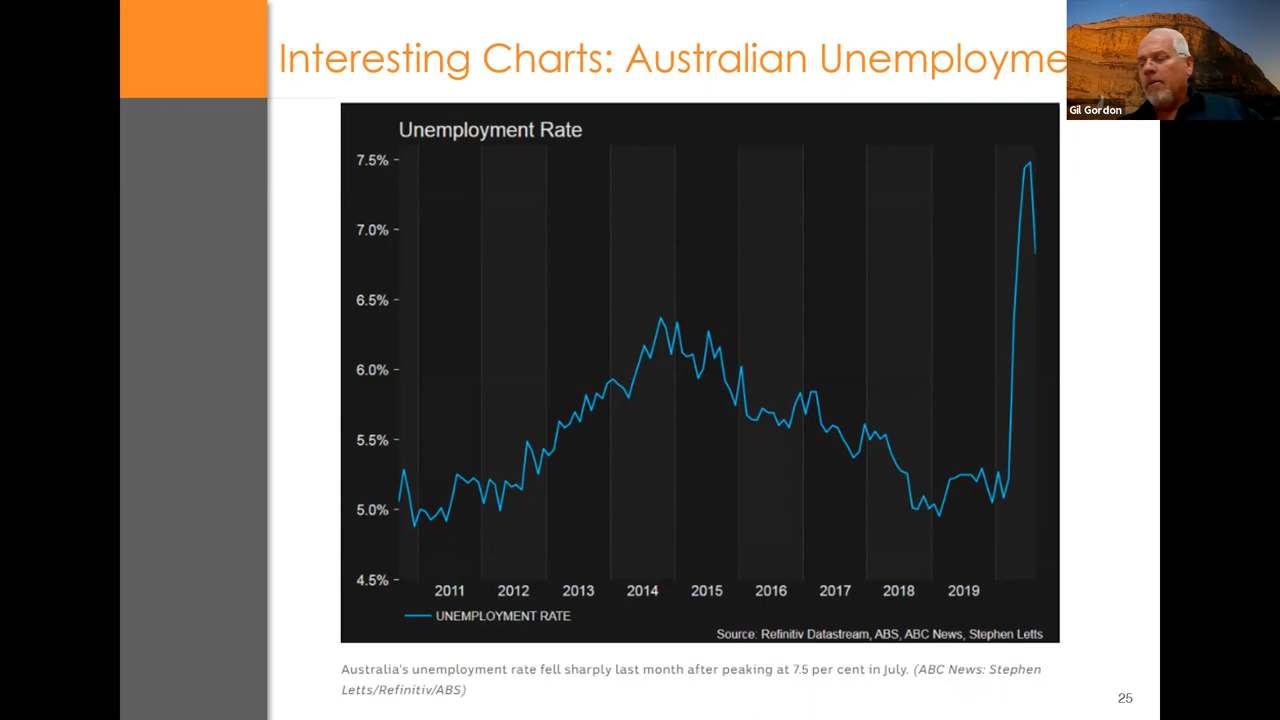 Interesting Charts: Australian Unemployme
Gil Gordon
Unemployment Rate
7.5%
7.0%
6.5%
6.0%
5.5%
5.0%
4.5%
2011 2012 2013 2014 2015 2016 2017 2018 2019
UNEMPLOYMENT RATE
Source: Refinitiv Datastream, ABS, ABC News, Stephen Letts
Australia's unemployment rate fell sharply last month after peaking at 7.5 per cent in July. (ABC News: Stephen
Letts/Refinitiv/ABS)
25